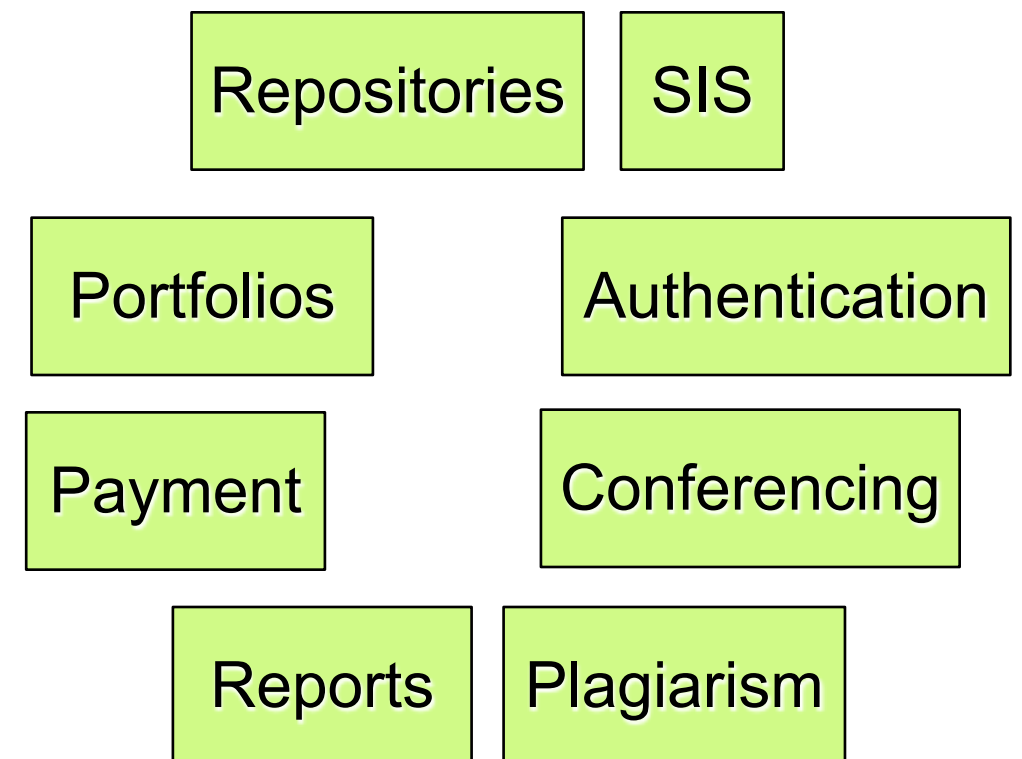 Repositories
SIS
Portfolios
Authentication
Payment
Conferencing
Reports
Plagiarism